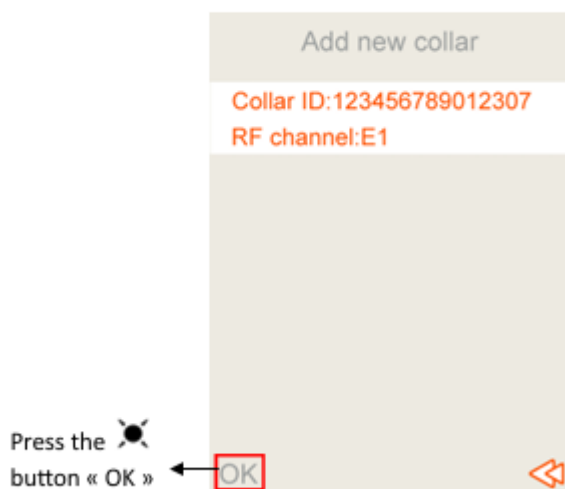 Add new collar
Collar ID:123456789012307
RF channel:E1
Press the
button « OK »
OK